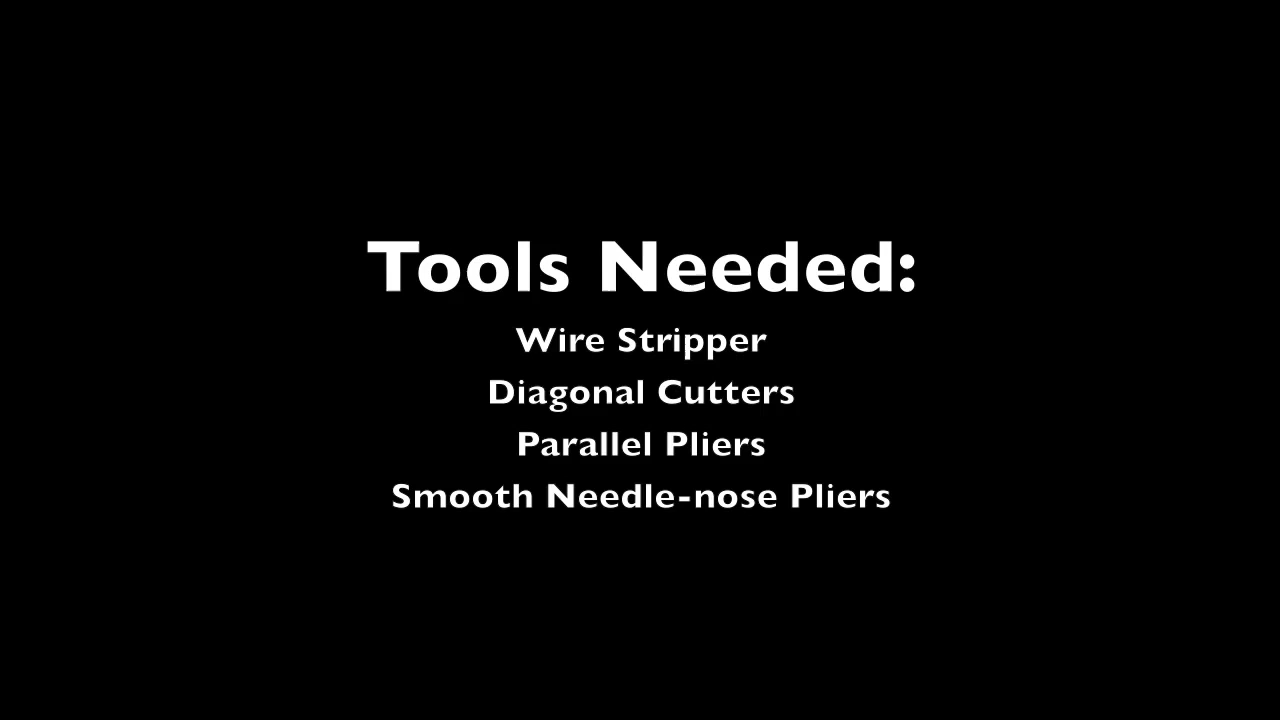 Tools Needed:
Wire Stripper
Diagonal Cutters
Parallel Pliers
Smooth Needle-nose Pliers